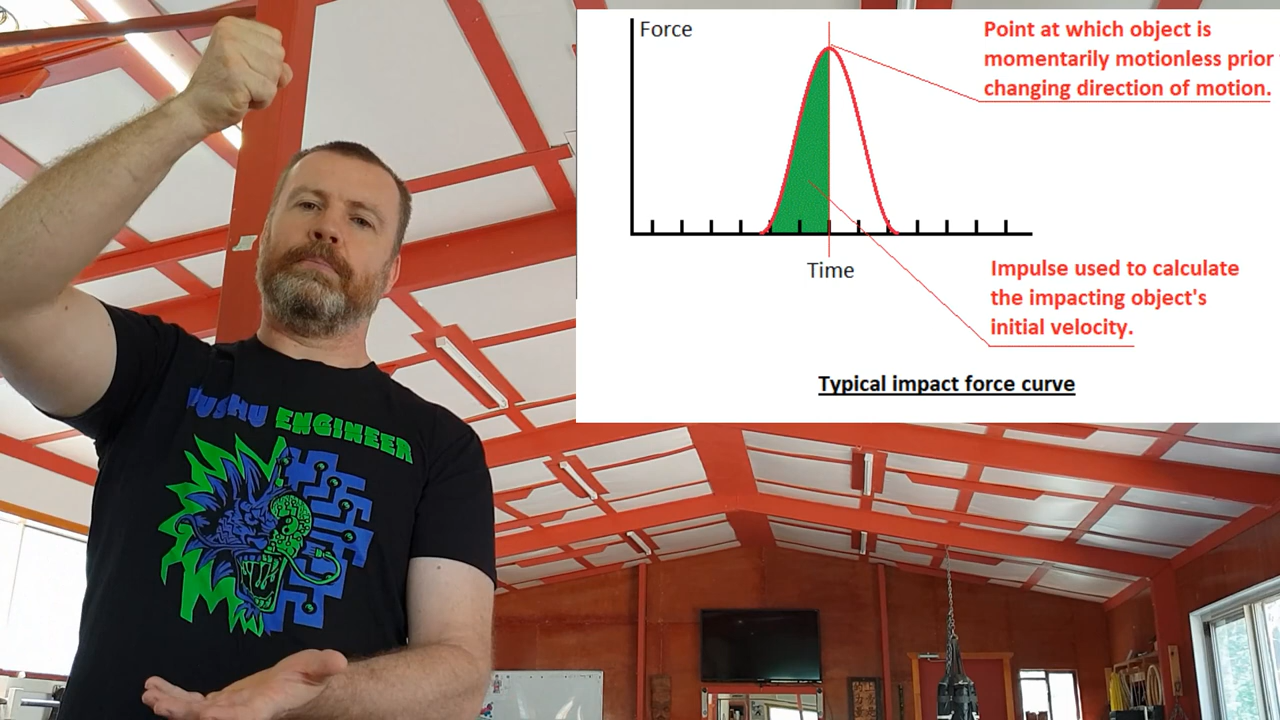 Force
Point at which object is
momentarily motionless prior
changing direction of motion.
Time
Impulse used to calculate
the impacting object's
initial velocity.
Typical impact force curve
WUSHU ENGINEER